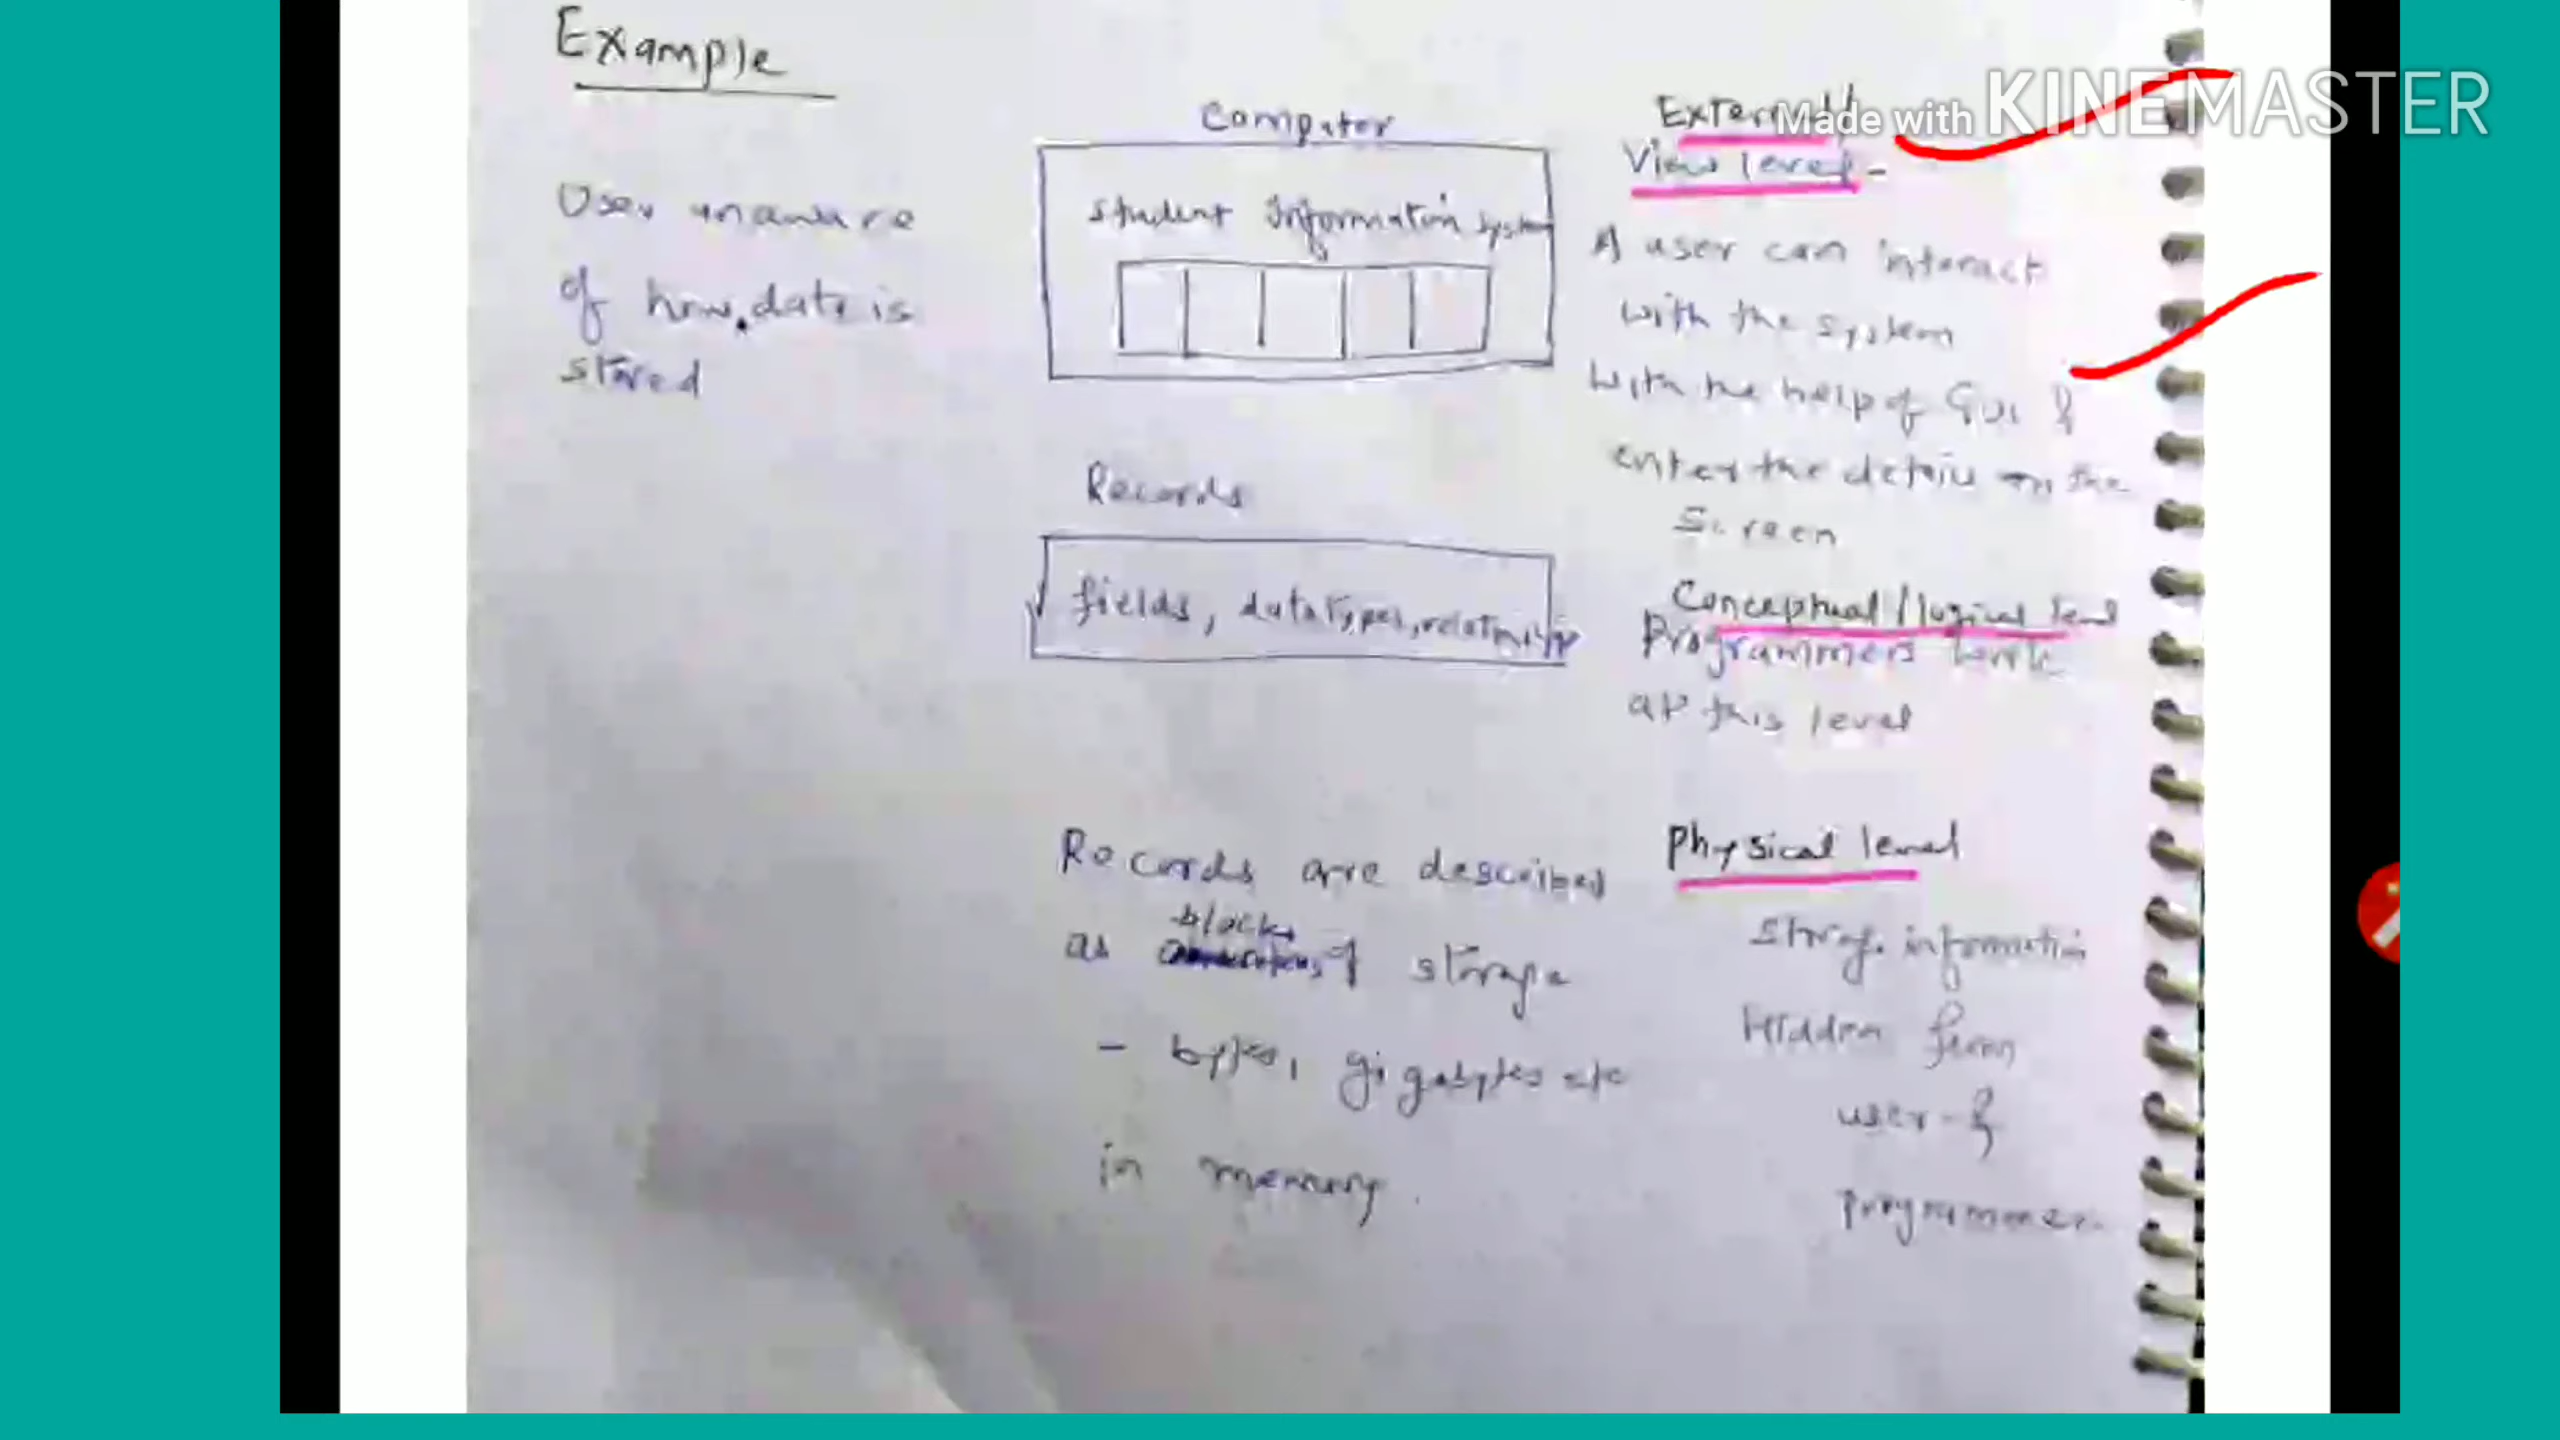 Example
User unaware
of how data is
stored
Computer
Student Information System
Records
fields, datatypes, relationship
Records are described
as blocks of storage
- bytes, gigabytes etc
in memory.
External/
View level -
A user can interact
with the system
with the help of GUI &
enter the details on the
screen
Conceptual/logical level
Programmers work
at this level
Physical level
Storage information
Hidden from
user &
programmer.
Made with KINEMASTER